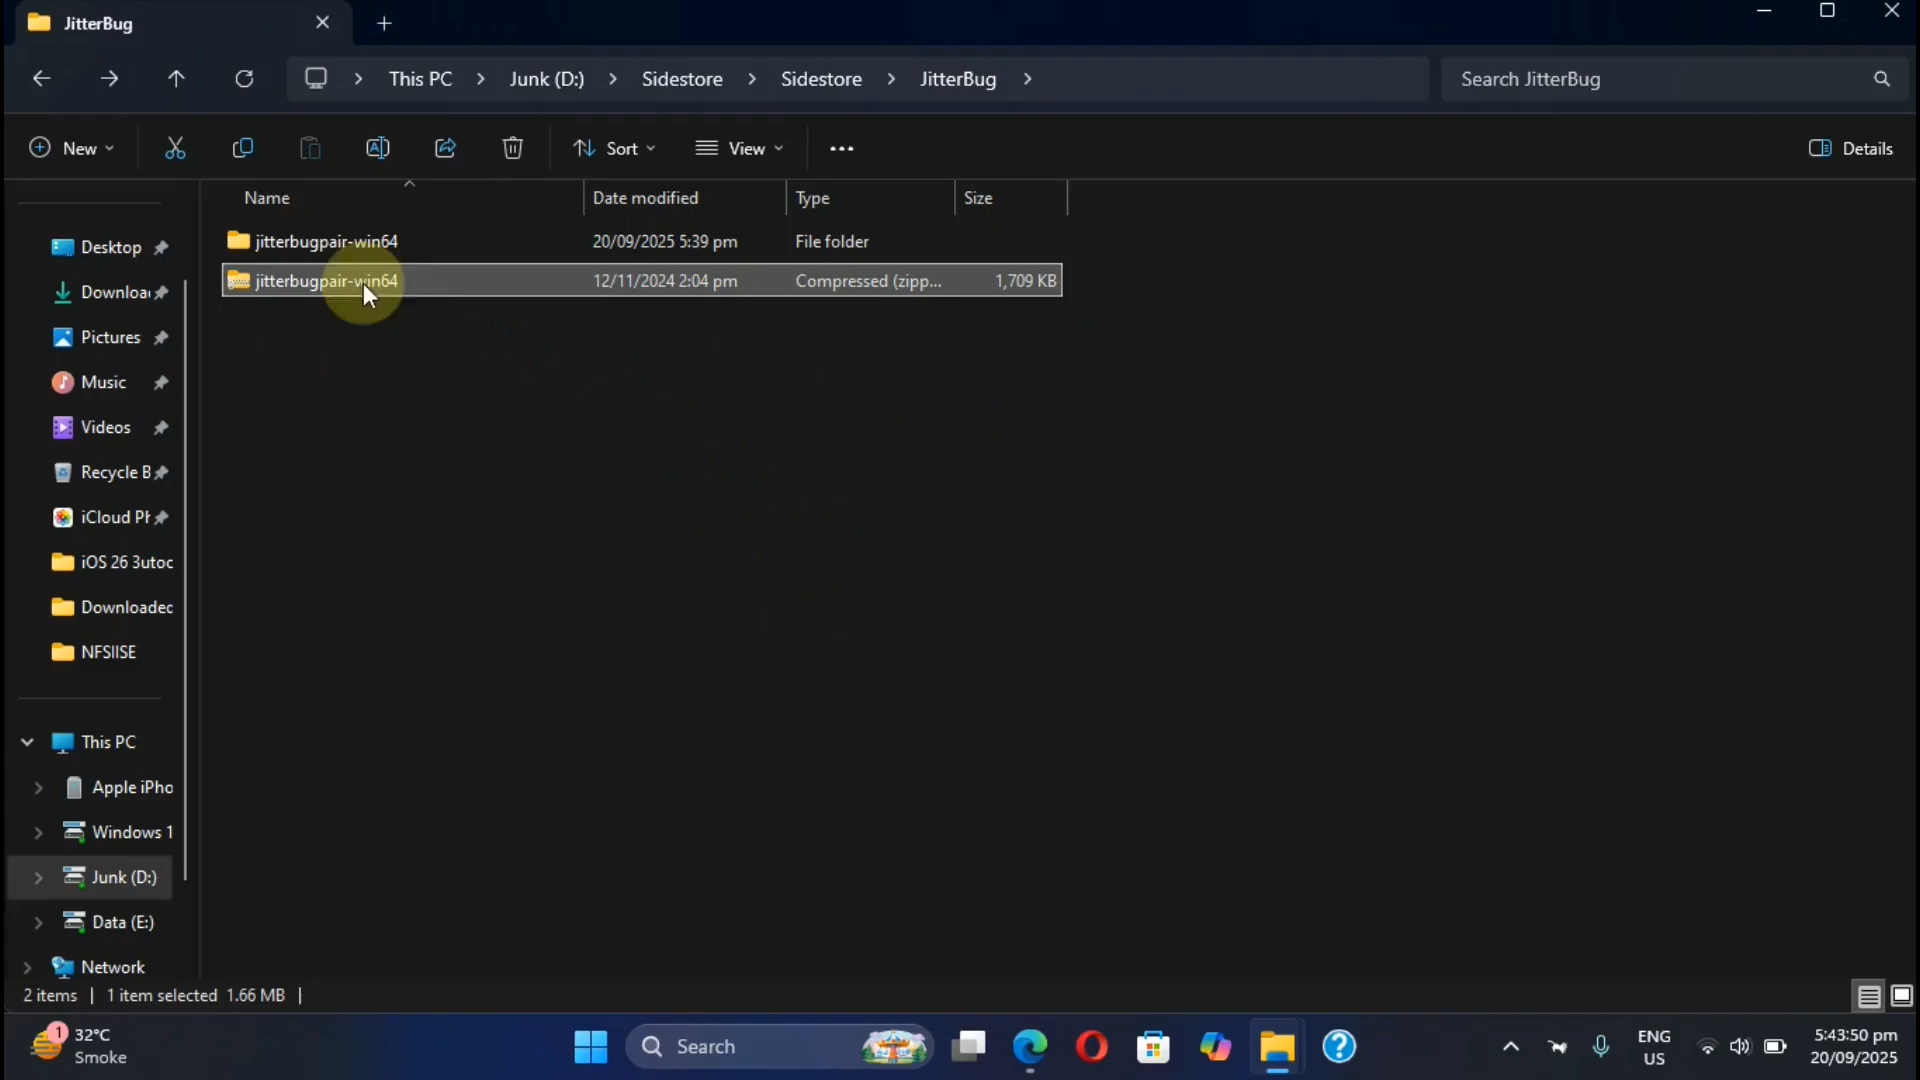 JitterBug
This PC > Junk (D:) > Sidestore > Sidestore > JitterBug >
Search JitterBug
New
Sort
View
Details
Name
Date modified
Type
Size
jitterbugpair-win64
20/09/2025 5:39 pm
File folder
jitterbugpair-win64
12/11/2024 2:04 pm
Compressed (zipp...
1,709 KB
Desktop
Downloa
Pictures
Music
Videos
Recycle B
iCloud Ph
iOS 26 3utoc
Downloaded
NFSIISE
This PC
Apple iPho
Windows 1
Junk (D:)
Data (E:)
Network
2 items | 1 item selected 1.66 MB |
1
32°C
Smoke
Search
ENG
US
5:43:50 pm
20/09/2025